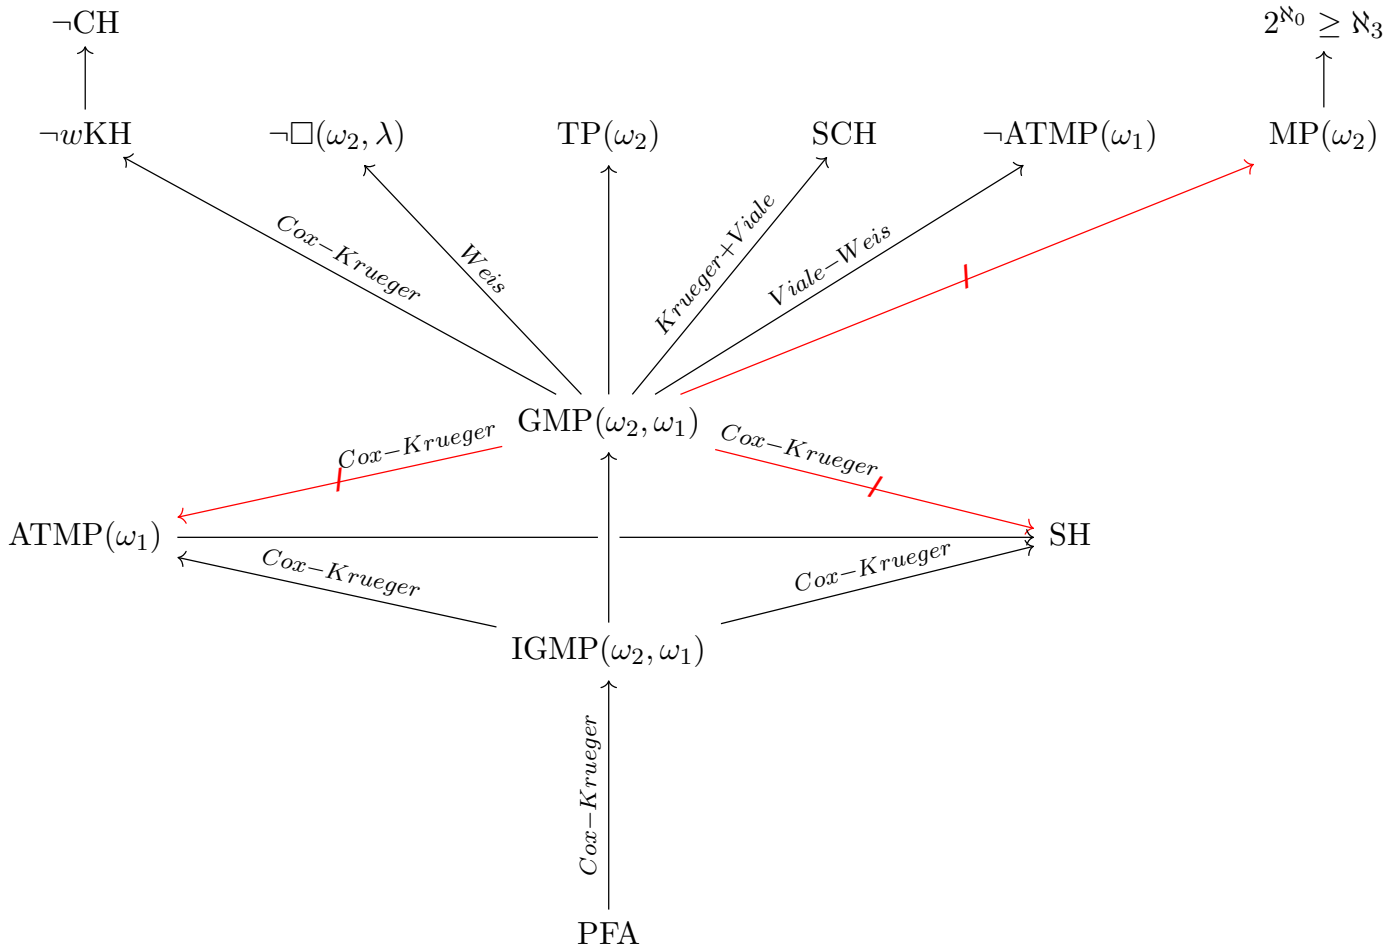 ¬CH 2^ℵ₀ ≥ ℵ₃
¬wKH ¬□(ω₂, λ) TP(ω₂) SCH ¬ATMP(ω₁) MP(ω₂)
Cox−Krueger
Weis
Krueger+Viale
Viale−Weis
GMP(ω₂, ω₁)
Cox−Krueger
Cox−Krueger
ATMP(ω₁) SH
Cox−Krueger
Cox−Krueger
IGMP(ω₂, ω₁)
Cox−Krueger
PFA